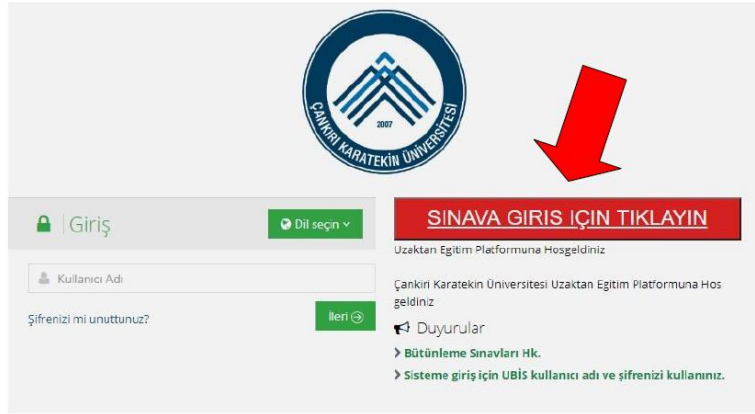 ÇANKIRI KARATEKİN ÜNİVERSİTESİ
2007
Giriş
Dil seçin
Kullanıcı Adı
Şifrenizi mi unuttunuz?
İleri
SINAVA GIRIS IÇIN TIKLAYIN
Uzaktan Egitim Platformuna Hosgeldiniz
Çankiri Karatekin Üniversitesi Uzaktan Egitim Platformuna Hos
geldiniz
Duyurular
Bütünleme Sınavları Hk.
Sisteme giriş için UBİS kullanıcı adı ve şifrenizi kullanınız.